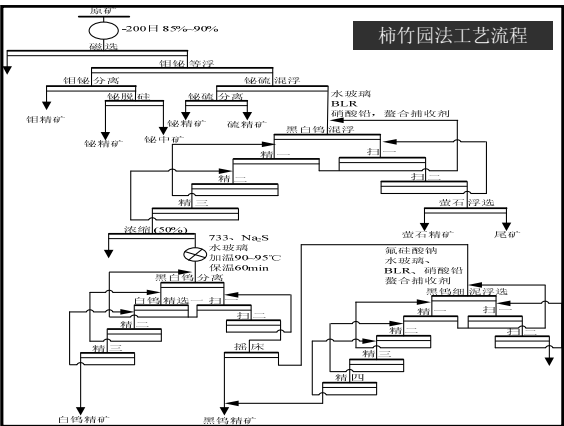 柿竹园法工艺流程
原矿
-200目85%-90%
磁选
钼铋等浮
钼铋分离
铋硫混浮
铋脱硅
铋硫分离
钼精矿
铋精矿
铋中矿
铋精矿
硫精矿
水玻璃
BLR
硝酸铅，螯合捕收剂
黑白钨混浮
精一
扫一
精二
扫二
精三
萤石浮选
萤石精矿
尾矿
浓缩(50%)
733、Na₂S
水玻璃
加温90-95℃
保温60min
黑白钨分离
白钨精选一
扫一
精二
扫二
精三
摇床
白钨精矿
黑钨精矿
氟硅酸钠
水玻璃、
BLR、硝酸铅
螯合捕收剂
黑钨细泥浮选
精一
扫一
精二
扫二
精三
精四